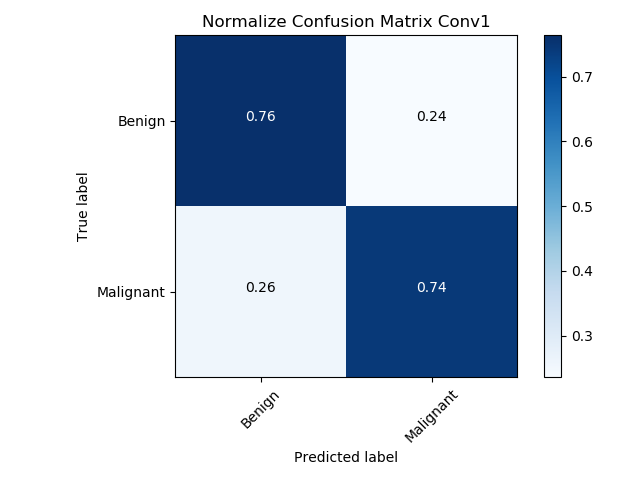 Normalize Confusion Matrix Conv1
Benign
0.76
0.24
Malignant
0.26
0.74
True label
Benign
Malignant
Predicted label
0.7
0.6
0.5
0.4
0.3